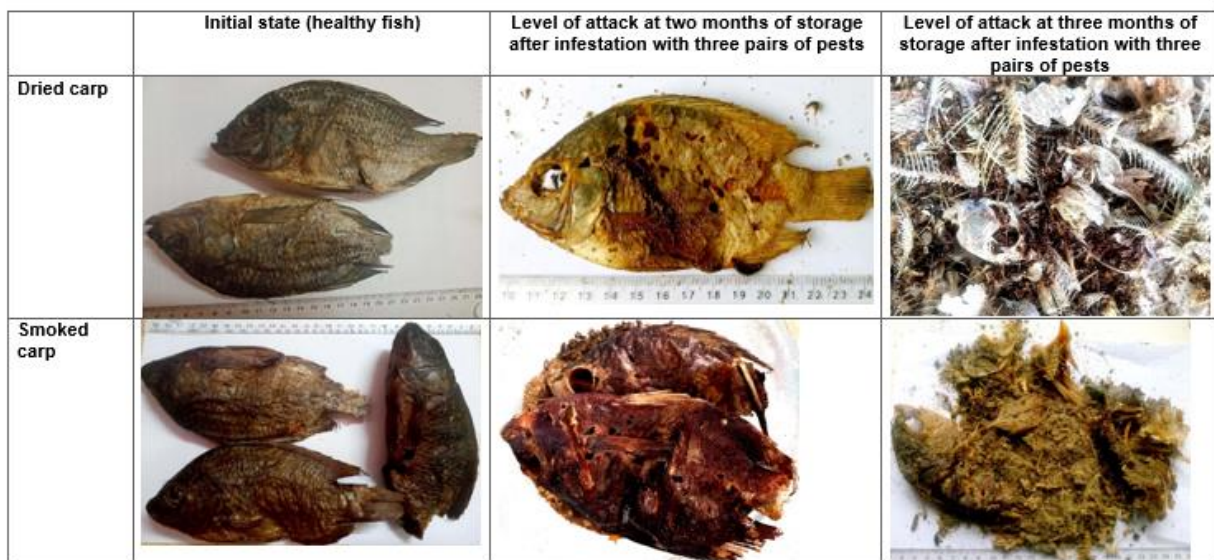 Initial state (healthy fish)
Level of attack at two months of storage
after infestation with three pairs of pests
Level of attack at three months of
storage after infestation with three
pairs of pests
Dried carp
10 11 12 13 14 15 16 17 18 19 20 21 22 23 24
Smoked
carp